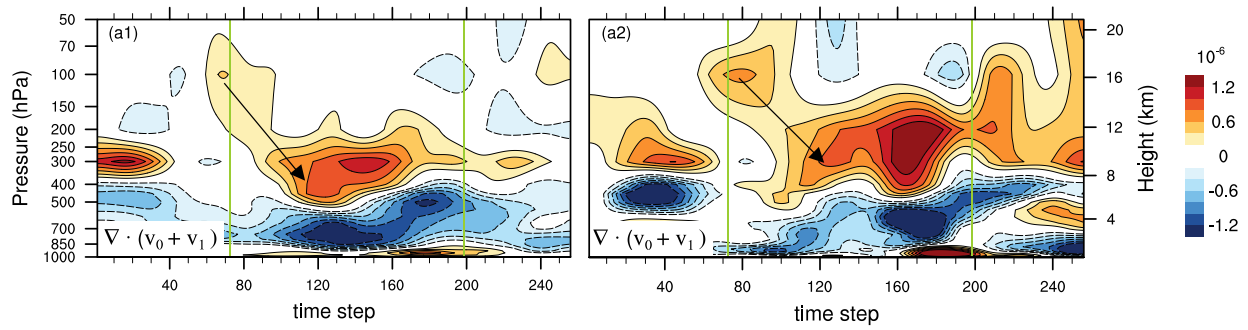 (a1)
(a2)
50
70
100
150
200
250
300
400
500
700
850
1000
Pressure (hPa)
∇ · (v₀ + v₁)
∇ · (v₀ + v₁)
40 80 120 160 200 240
time step
40 80 120 160 200 240
time step
20
16
12
8
4
Height (km)
10⁻⁶
1.2
0.6
0
-0.6
-1.2